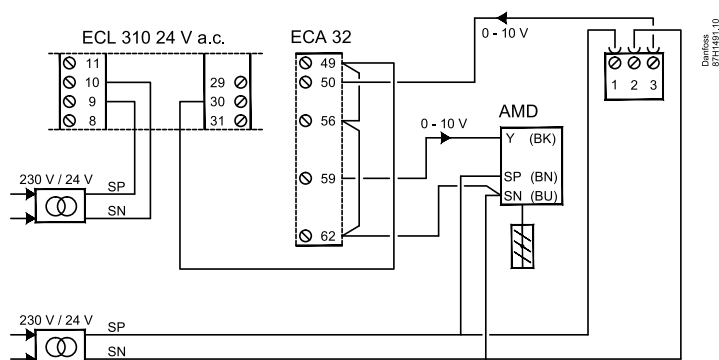 ECL 310 24 V a.c.
ECA 32
11
10
9
8
29
30
31
49
50
56
59
62
0 - 10 V
1 2 3
Danfoss
87H1491.10
AMD
0 - 10 V
Y (BK)
SP (BN)
SN (BU)
230 V / 24 V
SP
SN
230 V / 24 V
SP
SN